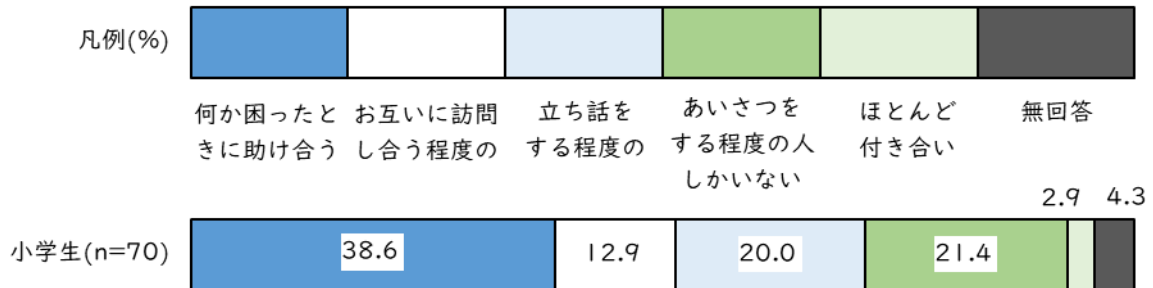 凡例(%)
何か困ったと
きに助け合う
お互いに訪問
し合う程度の
立ち話を
する程度の
あいさつを
する程度の人
しかいない
ほとんど
付き合い
無回答
2.9
4.3
小学生(n=70)
38.6
12.9
20.0
21.4